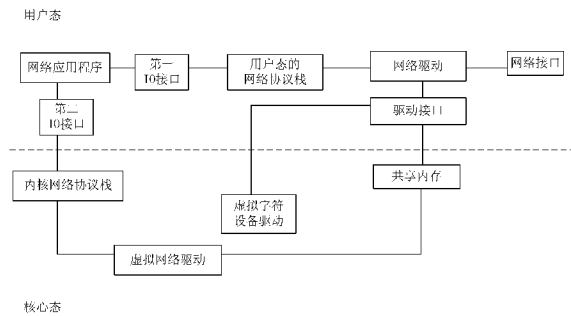 用户态
网络应用程序
第一
IO接口
用户态的
网络协议栈
网络驱动
网络接口
第二
IO接口
驱动接口
内核网络协议栈
虚拟字符
设备驱动
共享内存
虚拟网络驱动
核心态